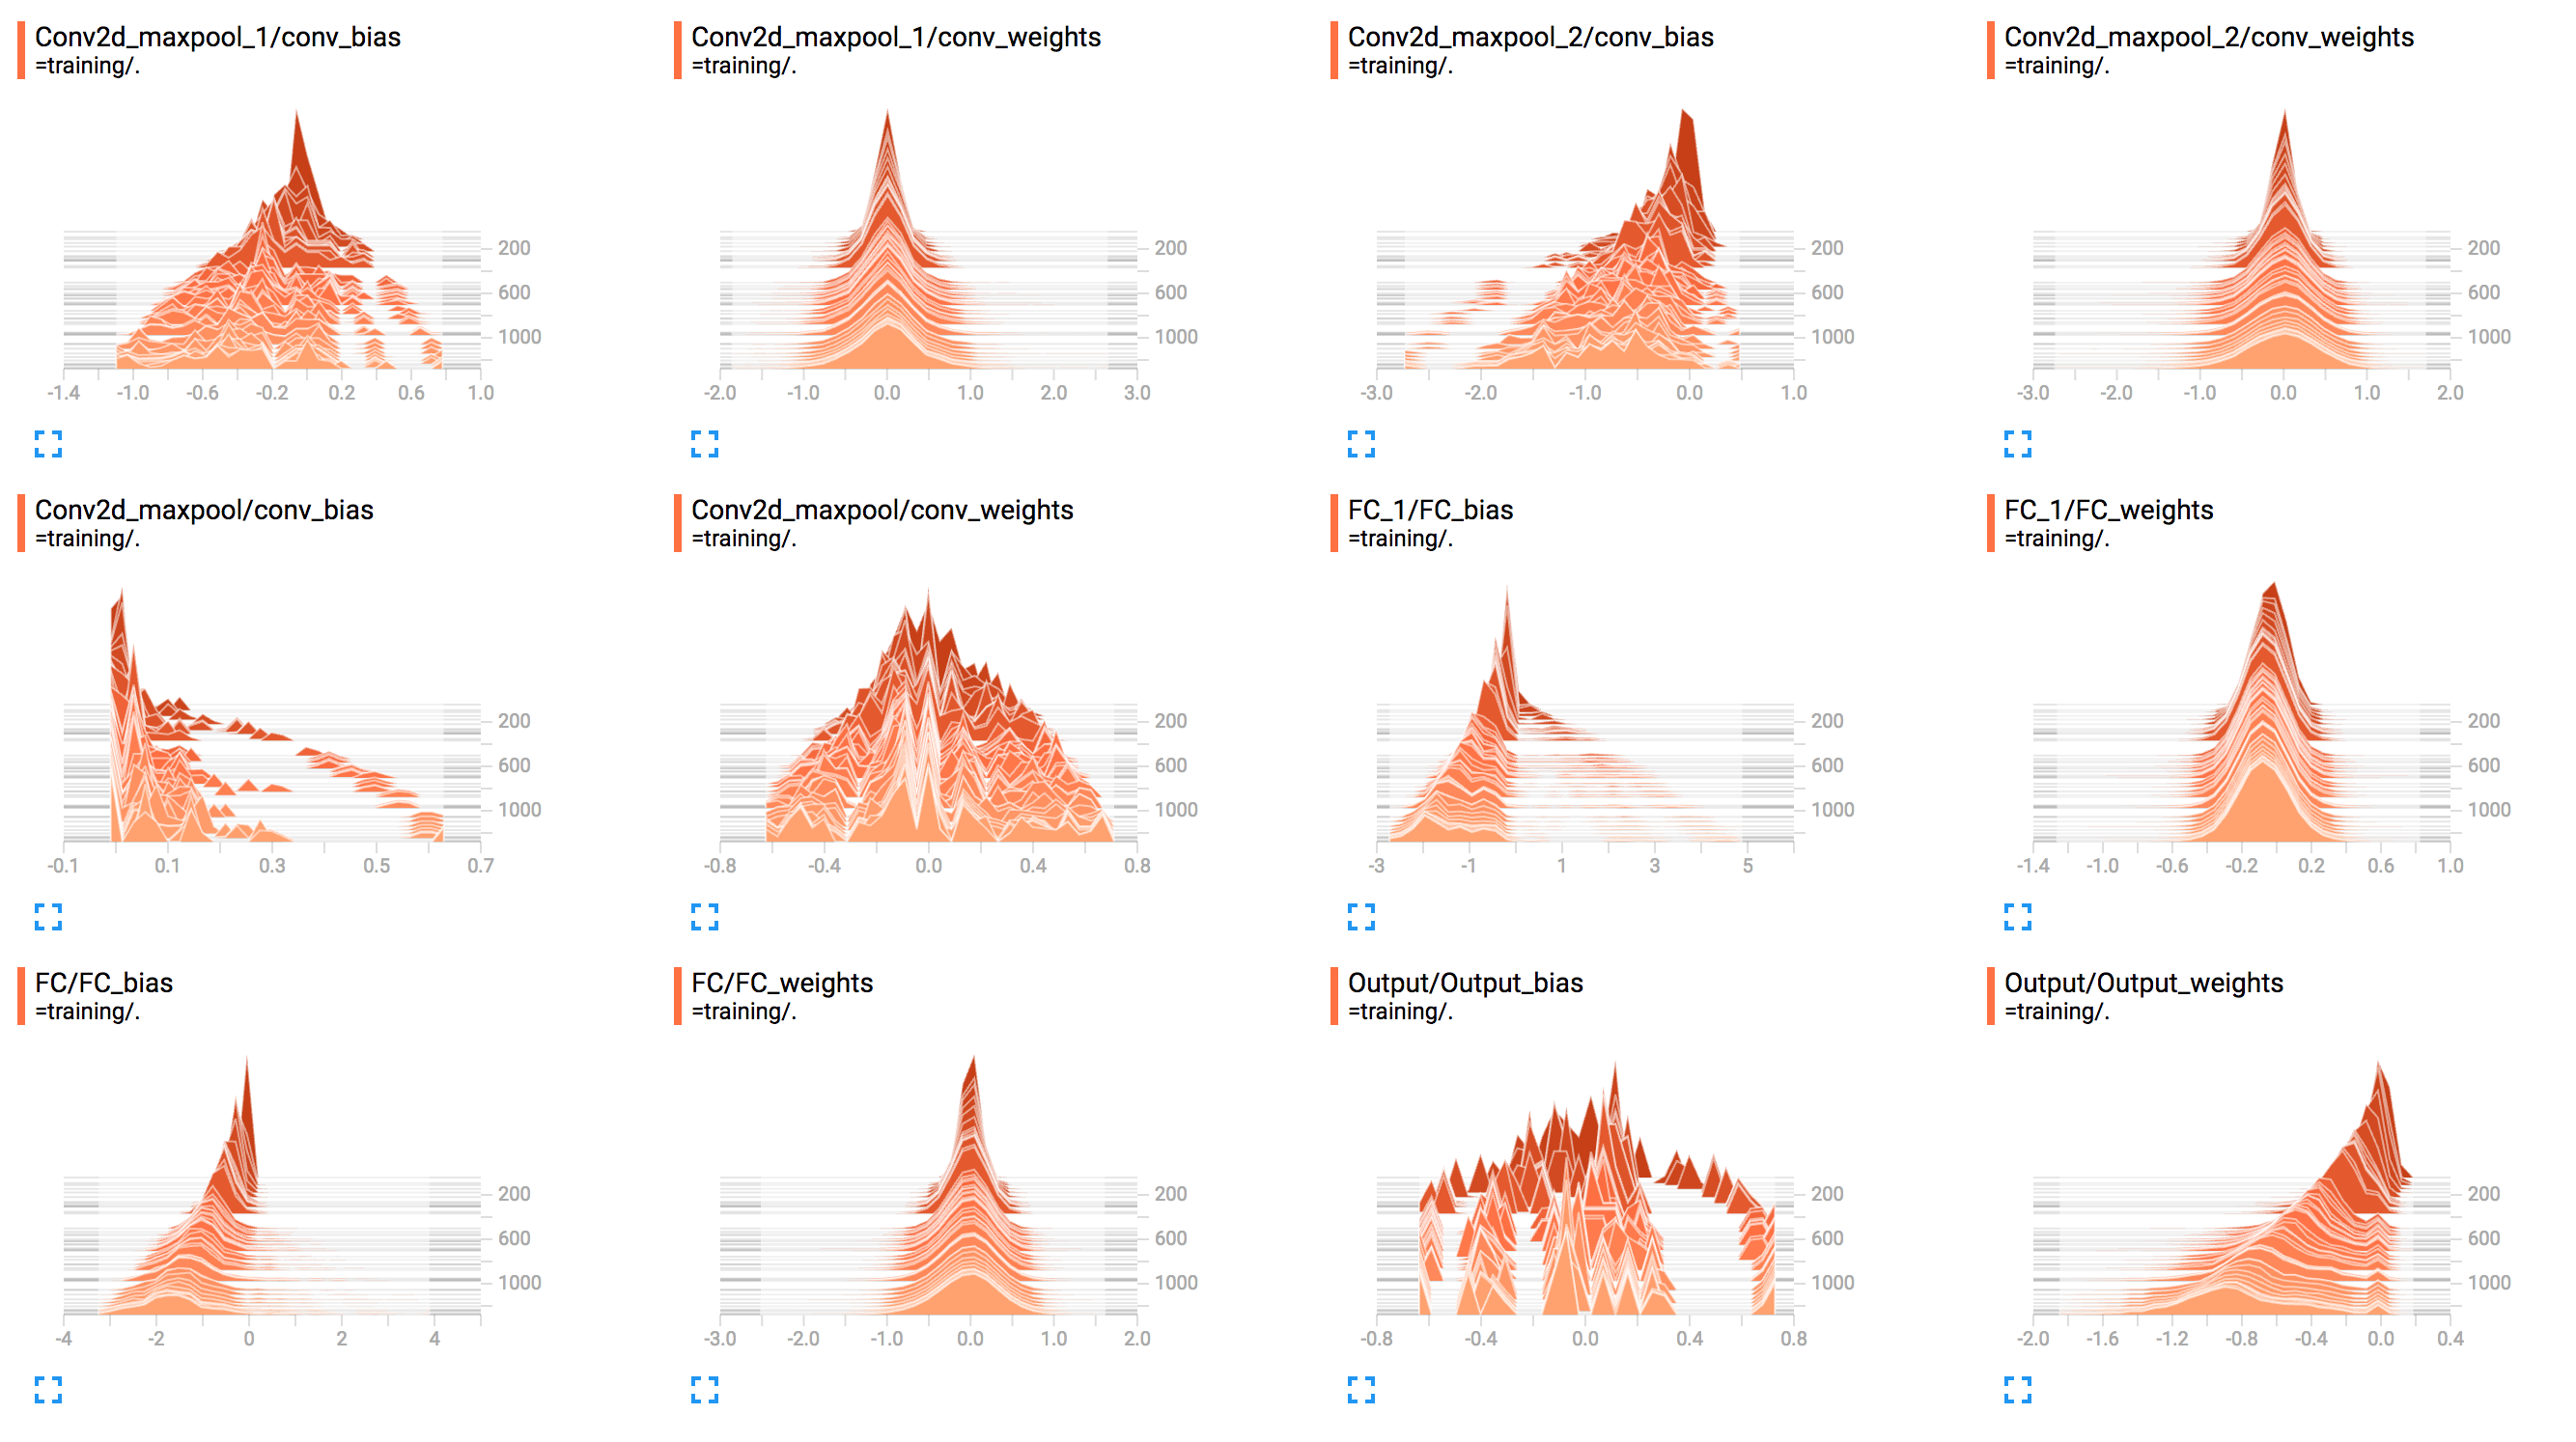 Conv2d_maxpool_1/conv_bias
=training/.
200
600
1000
-1.4 -1.0 -0.6 -0.2 0.2 0.6 1.0
Conv2d_maxpool_1/conv_weights
=training/.
200
600
1000
-2.0 -1.0 0.0 1.0 2.0 3.0
Conv2d_maxpool_2/conv_bias
=training/.
200
600
1000
-3.0 -2.0 -1.0 0.0 1.0
Conv2d_maxpool_2/conv_weights
=training/.
200
600
1000
-3.0 -2.0 -1.0 0.0 1.0 2.0
Conv2d_maxpool/conv_bias
=training/.
200
600
1000
-0.1 0.1 0.3 0.5 0.7
Conv2d_maxpool/conv_weights
=training/.
200
600
1000
-0.8 -0.4 0.0 0.4 0.8
FC_1/FC_bias
=training/.
200
600
1000
-3 -1 1 3 5
FC_1/FC_weights
=training/.
200
600
1000
-1.4 -1.0 -0.6 -0.2 0.2 0.6 1.0
FC/FC_bias
=training/.
200
600
1000
-4 -2 0 2 4
FC/FC_weights
=training/.
200
600
1000
-3.0 -2.0 -1.0 0.0 1.0 2.0
Output/Output_bias
=training/.
200
600
1000
-0.8 -0.4 0.0 0.4 0.8
Output/Output_weights
=training/.
200
600
1000
-2.0 -1.6 -1.2 -0.8 -0.4 0.0 0.4